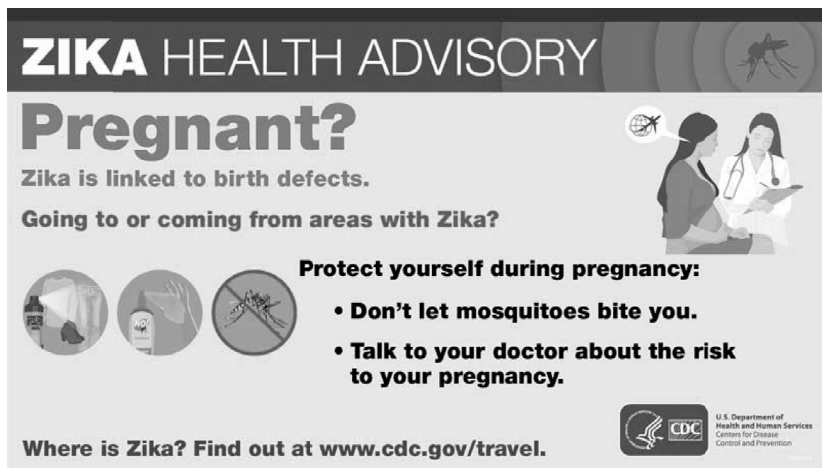 ZIKA HEALTH ADVISORY
Pregnant?
Zika is linked to birth defects.
Going to or coming from areas with Zika?
Protect yourself during pregnancy:
• Don't let mosquitoes bite you.
• Talk to your doctor about the risk
to your pregnancy.
CDC
U.S. Department of
Health and Human Services
Centers for Disease
Control and Prevention
Where is Zika? Find out at www.cdc.gov/travel.